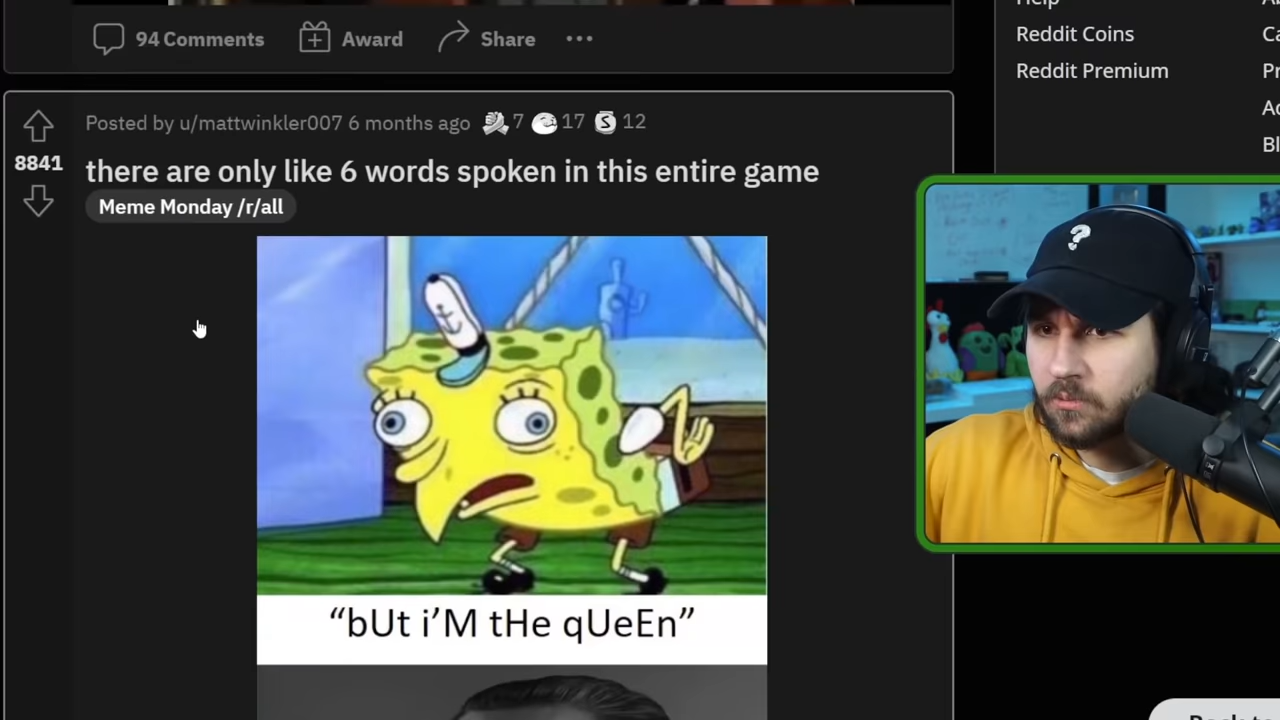 94 Comments Award Share
Help
Reddit Coins
Reddit Premium
Posted by u/mattwinkler007 6 months ago 7 17 S 12
8841
there are only like 6 words spoken in this entire game
Meme Monday /r/all
?
“bUt i’M tHe qUeEn”